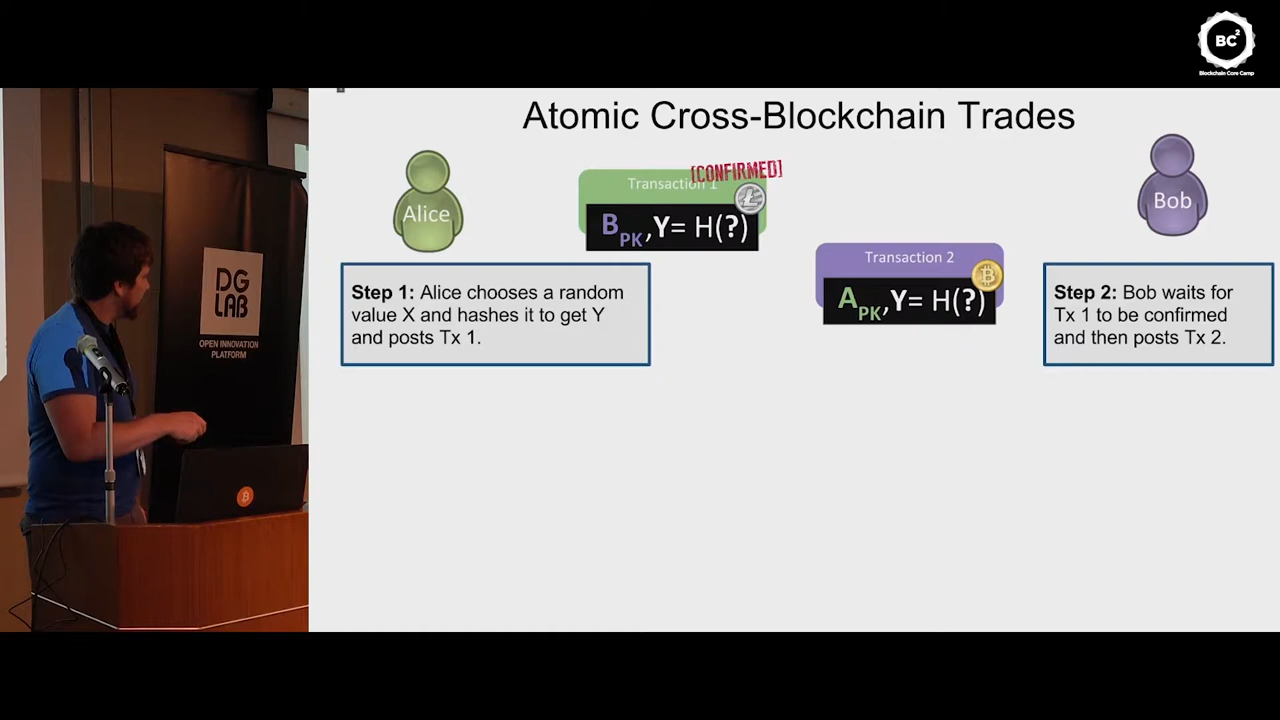 BC²
Blockchain Core Camp
Atomic Cross-Blockchain Trades
[CONFIRMED]
Alice
Transaction 1
Bob
B PK, Y= H(?)
Transaction 2
A PK, Y= H(?)
Step 1: Alice chooses a random
value X and hashes it to get Y
and posts Tx 1.
Step 2: Bob waits for
Tx 1 to be confirmed
and then posts Tx 2.
DG
LAB
OPEN INNOVATION
PLATFORM